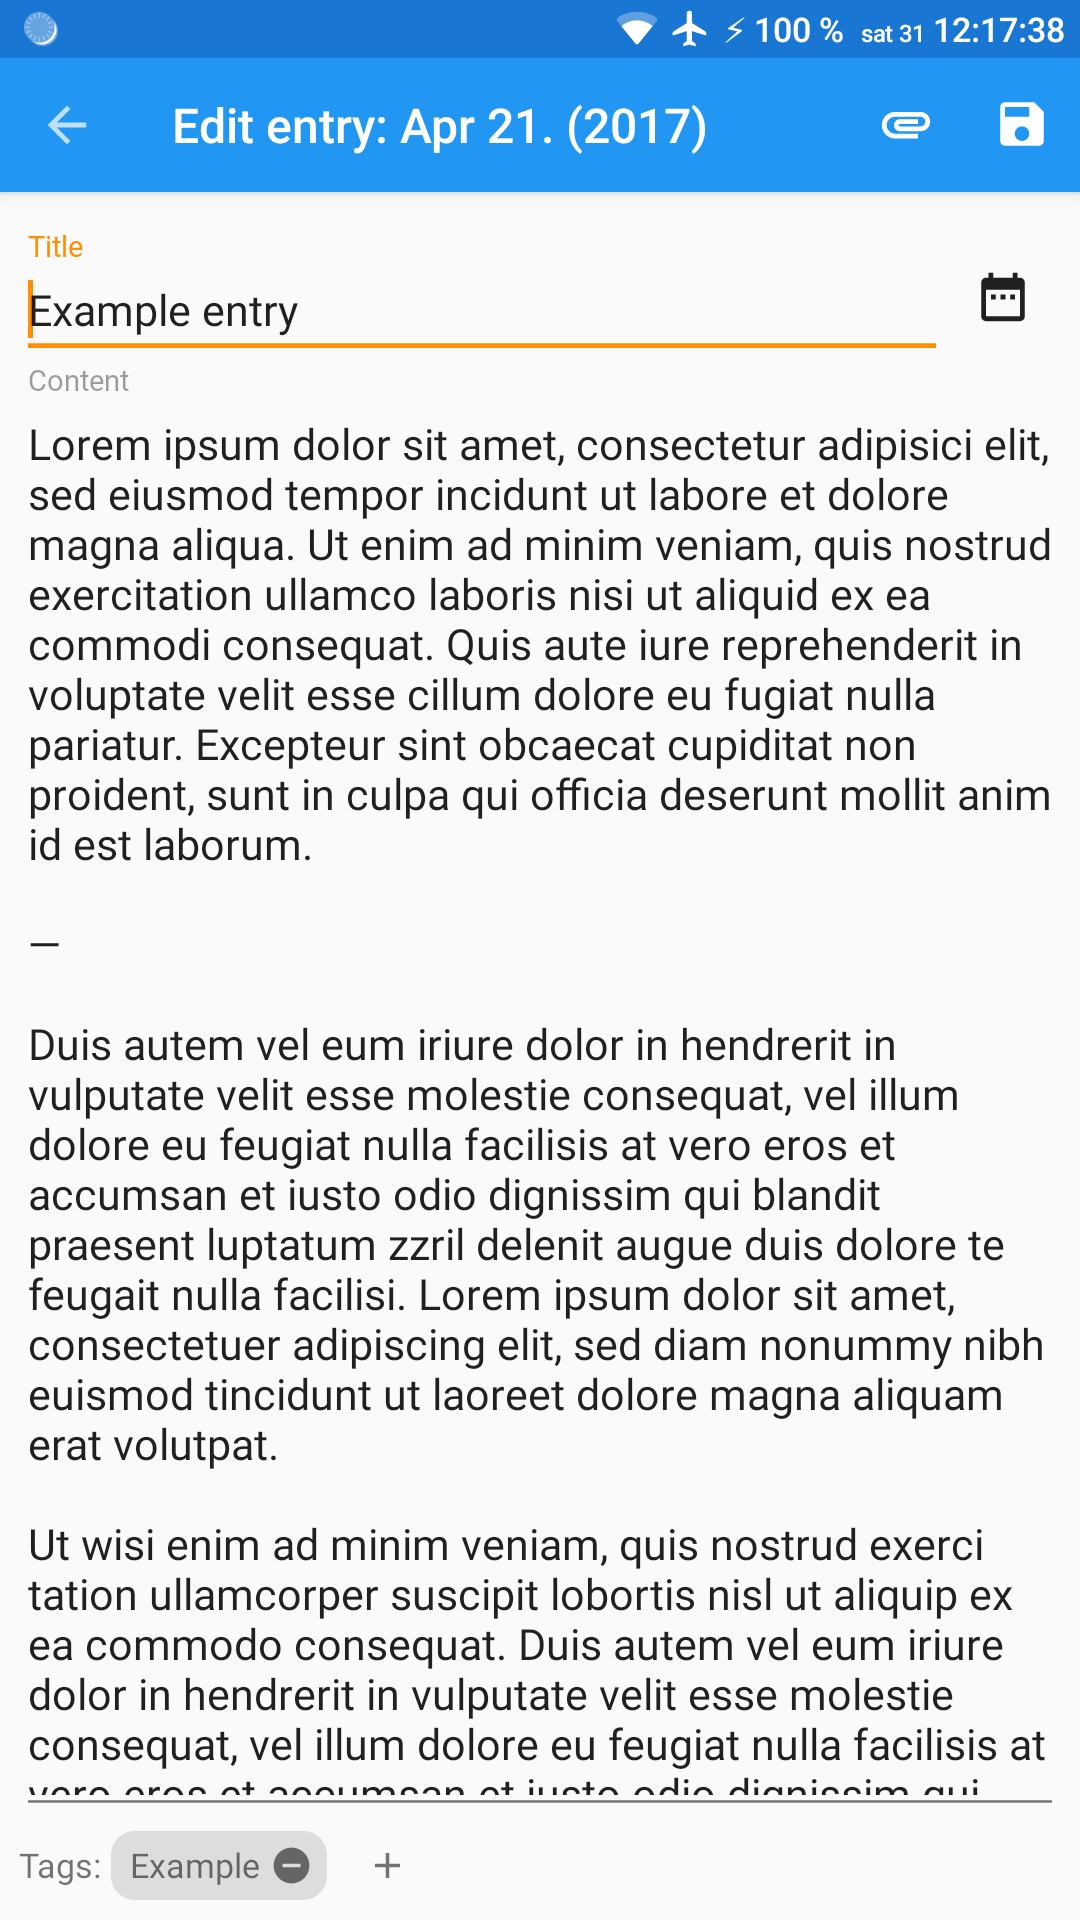 100 % sat 31 12:17:38
Edit entry: Apr 21. (2017)
Title
Example entry
Content
Lorem ipsum dolor sit amet, consectetur adipisici elit,
sed eiusmod tempor incidunt ut labore et dolore
magna aliqua. Ut enim ad minim veniam, quis nostrud
exercitation ullamco laboris nisi ut aliquid ex ea
commodi consequat. Quis aute iure reprehenderit in
voluptate velit esse cillum dolore eu fugiat nulla
pariatur. Excepteur sint obcaecat cupiditat non
proident, sunt in culpa qui officia deserunt mollit anim
id est laborum.
—
Duis autem vel eum iriure dolor in hendrerit in
vulputate velit esse molestie consequat, vel illum
dolore eu feugiat nulla facilisis at vero eros et
accumsan et iusto odio dignissim qui blandit
praesent luptatum zzril delenit augue duis dolore te
feugait nulla facilisi. Lorem ipsum dolor sit amet,
consectetuer adipiscing elit, sed diam nonummy nibh
euismod tincidunt ut laoreet dolore magna aliquam
erat volutpat.
Ut wisi enim ad minim veniam, quis nostrud exerci
tation ullamcorper suscipit lobortis nisl ut aliquip ex
ea commodo consequat. Duis autem vel eum iriure
dolor in hendrerit in vulputate velit esse molestie
consequat, vel illum dolore eu feugiat nulla facilisis at
vero eros et accumsan et iusto odio dignissim qui
Tags: Example